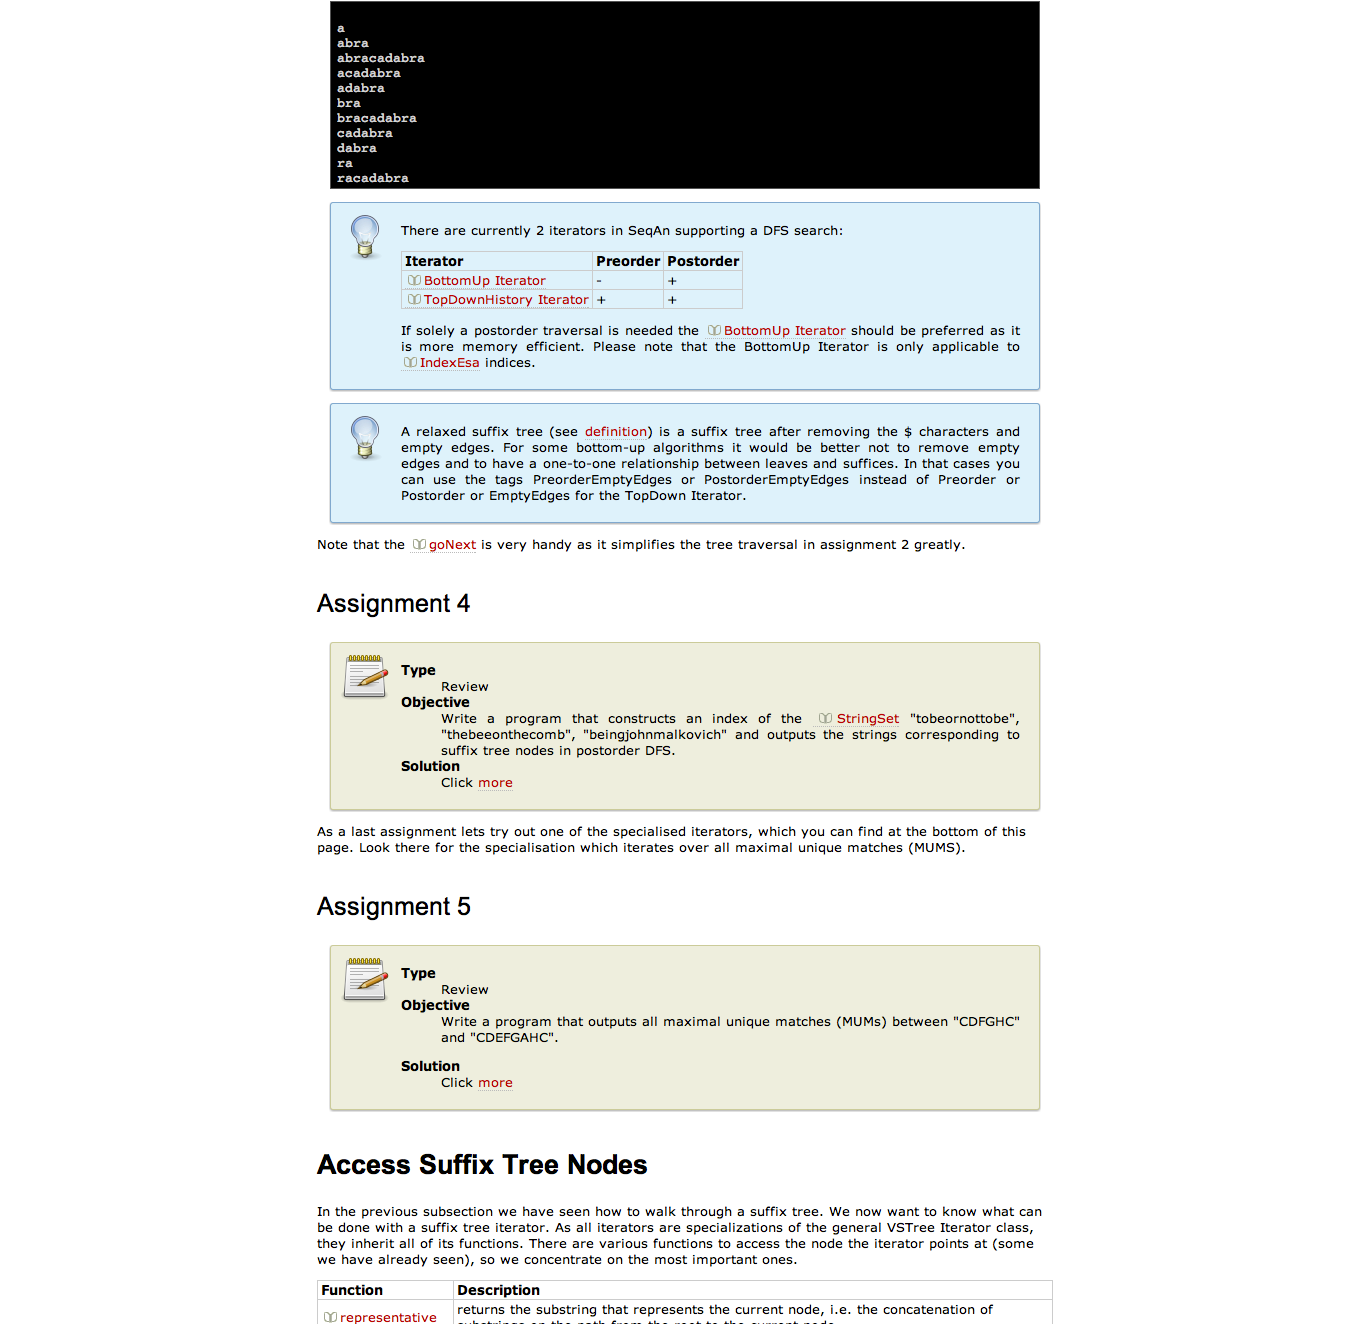 a
abra
abracadabra
acadabra
adabra
bra
bracadabra
cadabra
dabra
ra
racadabra
There are currently 2 iterators in SeqAn supporting a DFS search:
Iterator Preorder Postorder
BottomUp Iterator - +
TopDownHistory Iterator + +
If solely a postorder traversal is needed the BottomUp Iterator should be preferred as it
is more memory efficient. Please note that the BottomUp Iterator is only applicable to
IndexEsa indices.
A relaxed suffix tree (see definition) is a suffix tree after removing the $ characters and
empty edges. For some bottom-up algorithms it would be better not to remove empty
edges and to have a one-to-one relationship between leaves and suffices. In that cases you
can use the tags PreorderEmptyEdges or PostorderEmptyEdges instead of Preorder or
Postorder or EmptyEdges for the TopDown Iterator.
Note that the goNext is very handy as it simplifies the tree traversal in assignment 2 greatly.
Assignment 4
Type
Review
Objective
Write a program that constructs an index of the StringSet "tobeornottobe",
"thebeeonthecomb", "beingjohnmalkovich" and outputs the strings corresponding to
suffix tree nodes in postorder DFS.
Solution
Click more
As a last assignment lets try out one of the specialised iterators, which you can find at the bottom of this
page. Look there for the specialisation which iterates over all maximal unique matches (MUMS).
Assignment 5
Type
Review
Objective
Write a program that outputs all maximal unique matches (MUMs) between "CDFGHC"
and "CDEFGAHC".
Solution
Click more
Access Suffix Tree Nodes
In the previous subsection we have seen how to walk through a suffix tree. We now want to know what can
be done with a suffix tree iterator. As all iterators are specializations of the general VSTree Iterator class,
they inherit all of its functions. There are various functions to access the node the iterator points at (some
we have already seen), so we concentrate on the most important ones.
Function Description
representative returns the substring that represents the current node, i.e. the concatenation of